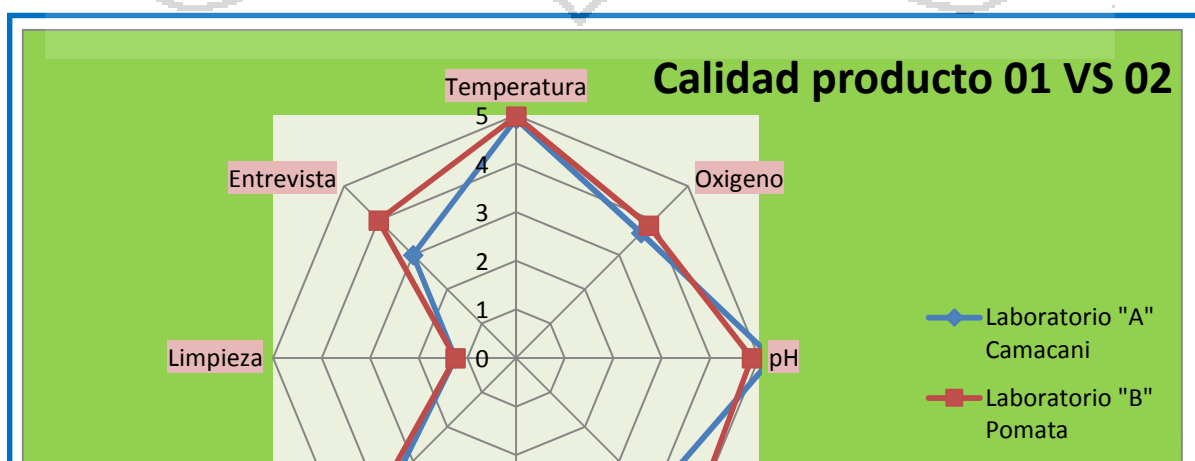 Calidad producto 01 VS 02
Temperatura
5
4
Entrevista
Oxigeno
3
2
1
Laboratorio "A"
Camacani
Limpieza
0
pH
Laboratorio "B"
Pomata